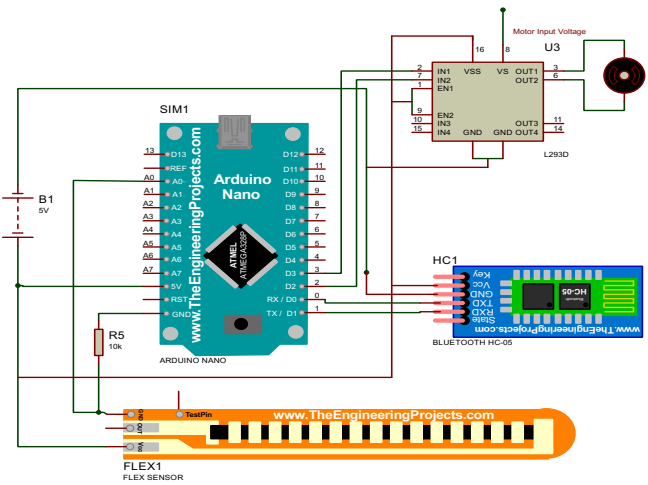 Motor Input Voltage
U3
16
8
VSS
VS
2
IN1
OUT1
3
7
IN2
OUT2
6
1
EN1
9
EN2
10
IN3
OUT3
11
15
IN4
GND
GND
OUT4
14
L293D
SIM1
Arduino
Nano
www.TheEngineeringProjects.com
ATMEL
ATMEGA328P
13
D13
REF
A0
A0
A1
A1
A2
A2
A3
A3
A4
A4
A5
A5
A6
A6
A7
A7
5V
RST
GND
D12
12
D11
11
D10
10
D9
9
D8
8
D7
7
D6
6
D5
5
D4
4
D3
3
D2
2
RX / D0
0
TX / D1
1
ARDUINO NANO
B1
5V
R5
10k
HC1
Key
Vcc
GND
TXD
RXD
State
HC-05
Bluetooth
www.TheEngineeringProjects.com
BLUETOOTH HC-05
GND
OUT
Vcc
TestPin
www.TheEngineeringProjects.com
FLEX1
FLEX SENSOR